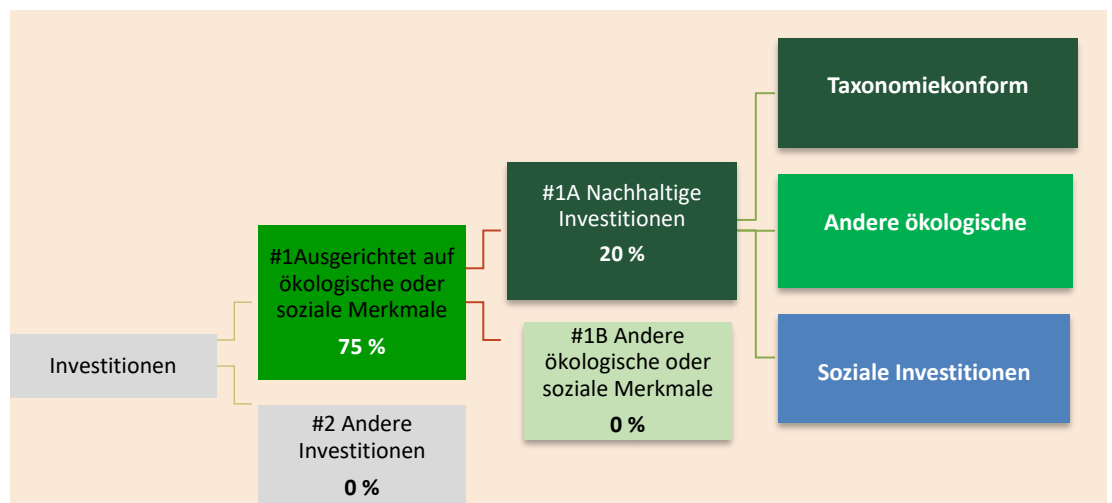 Investitionen
#1Ausgerichtet auf
ökologische oder
soziale Merkmale
75 %
#2 Andere
Investitionen
0 %
#1A Nachhaltige
Investitionen
20 %
#1B Andere
ökologische oder
soziale Merkmale
0 %
Taxonomiekonform
Andere ökologische
Soziale Investitionen